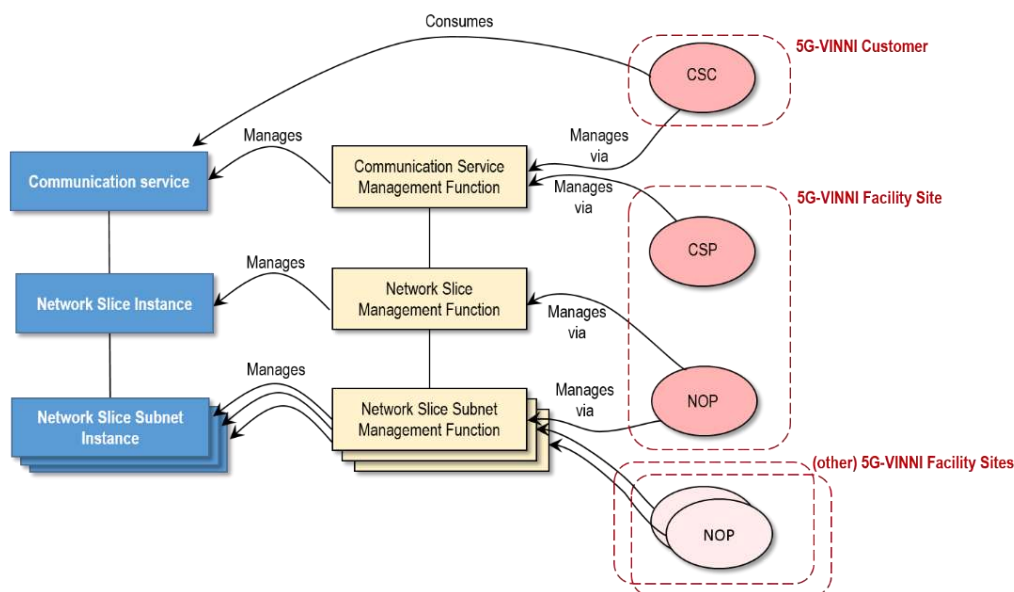 Consumes
5G-VINNI Customer
CSC
Manages
Manages
via
Communication service
Communication Service
Management Function
Manages
via
5G-VINNI Facility Site
CSP
Manages
Network Slice Instance
Network Slice
Management Function
Manages
via
Manages
Network Slice Subnet
Instance
Network Slice Subnet
Management Function
Manages
via
NOP
(other) 5G-VINNI Facility Sites
NOP